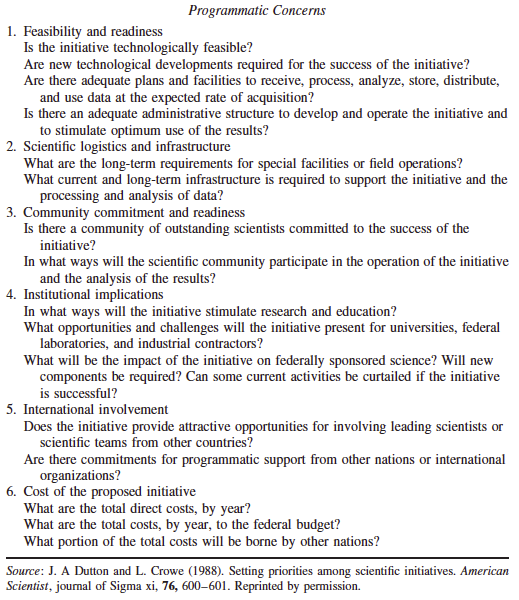 Programmatic Concerns
1. Feasibility and readiness
Is the initiative technologically feasible?
Are new technological developments required for the success of the initiative?
Are there adequate plans and facilities to receive, process, analyze, store, distribute,
and use data at the expected rate of acquisition?
Is there an adequate administrative structure to develop and operate the initiative and
to stimulate optimum use of the results?
2. Scientific logistics and infrastructure
What are the long-term requirements for special facilities or field operations?
What current and long-term infrastructure is required to support the initiative and the
processing and analysis of data?
3. Community commitment and readiness
Is there a community of outstanding scientists committed to the success of the
initiative?
In what ways will the scientific community participate in the operation of the initiative
and the analysis of the results?
4. Institutional implications
In what ways will the initiative stimulate research and education?
What opportunities and challenges will the initiative present for universities, federal
laboratories, and industrial contractors?
What will be the impact of the initiative on federally sponsored science? Will new
components be required? Can some current activities be curtailed if the initiative
is successful?
5. International involvement
Does the initiative provide attractive opportunities for involving leading scientists or
scientific teams from other countries?
Are there commitments for programmatic support from other nations or international
organizations?
6. Cost of the proposed initiative
What are the total direct costs, by year?
What are the total costs, by year, to the federal budget?
What portion of the total costs will be borne by other nations?
Source: J. A Dutton and L. Crowe (1988). Setting priorities among scientific initiatives. American
Scientist, journal of Sigma xi, 76, 600–601. Reprinted by permission.